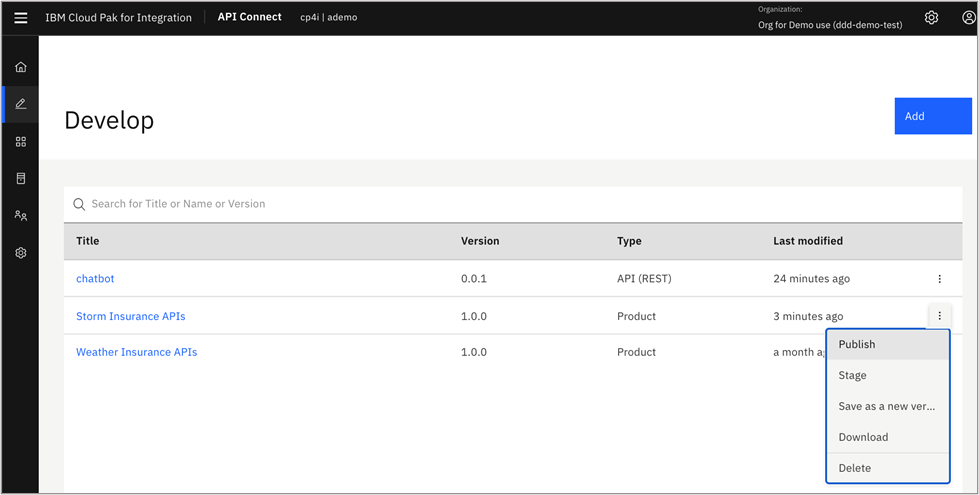 IBM Cloud Pak for Integration API Connect cp4i | ademo
Organization:
Org for Demo use (ddd-demo-test)
Develop
Add
Search for Title or Name or Version
Title Version Type Last modified
chatbot 0.0.1 API (REST) 24 minutes ago
Storm Insurance APIs 1.0.0 Product 3 minutes ago
Weather Insurance APIs 1.0.0 Product a month ag
Publish
Stage
Save as a new ver...
Download
Delete